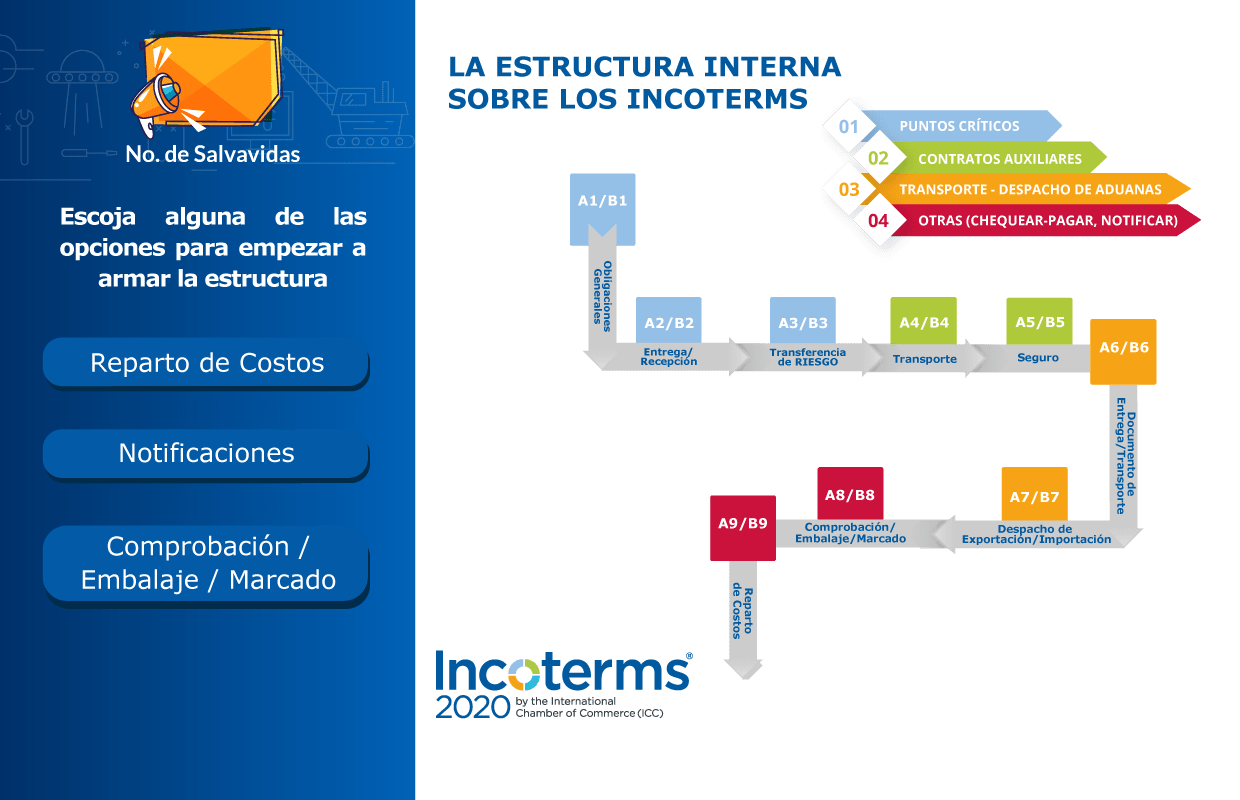 No. de Salvavidas
Escoja alguna de las
opciones para empezar a
armar la estructura
Reparto de Costos
Notificaciones
Comprobación /
Embalaje / Marcado
LA ESTRUCTURA INTERNA
SOBRE LOS INCOTERMS
01 PUNTOS CRÍTICOS
02 CONTRATOS AUXILIARES
03 TRANSPORTE - DESPACHO DE ADUANAS
04 OTRAS (CHEQUEAR-PAGAR, NOTIFICAR)
A1/B1
Obligaciones
Generales
A2/B2
Entrega/
Recepción
A3/B3
Transferencia
de RIESGO
A4/B4
Transporte
A5/B5
Seguro
A6/B6
Documento de
Entrega/Transporte
A7/B7
Despacho de
Exportación/Importación
A8/B8
Comprobación/
Embalaje/Marcado
A9/B9
Reparto
de Costos
Incoterms®
2020 by the International
Chamber of Commerce (ICC)